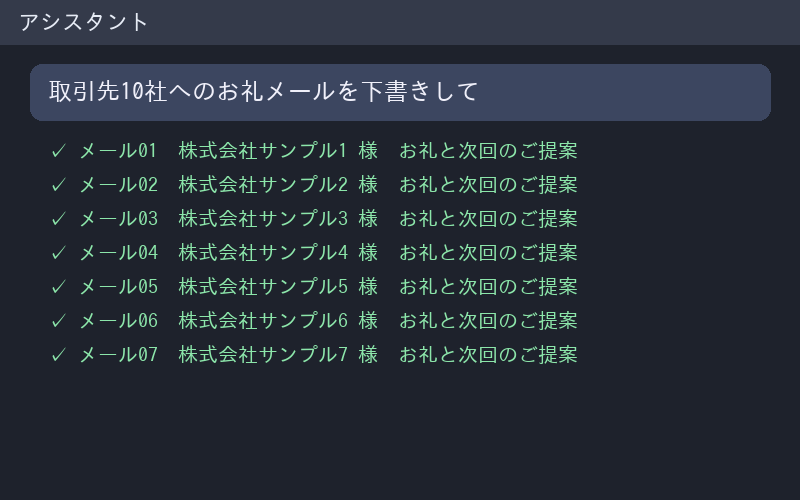 アシスタント
取引先10社へのお礼メールを下書きして
✓ メール01 株式会社サンプル1 様 お礼と次回のご提案
✓ メール02 株式会社サンプル2 様 お礼と次回のご提案
✓ メール03 株式会社サンプル3 様 お礼と次回のご提案
✓ メール04 株式会社サンプル4 様 お礼と次回のご提案
✓ メール05 株式会社サンプル5 様 お礼と次回のご提案
✓ メール06 株式会社サンプル6 様 お礼と次回のご提案
✓ メール07 株式会社サンプル7 様 お礼と次回のご提案